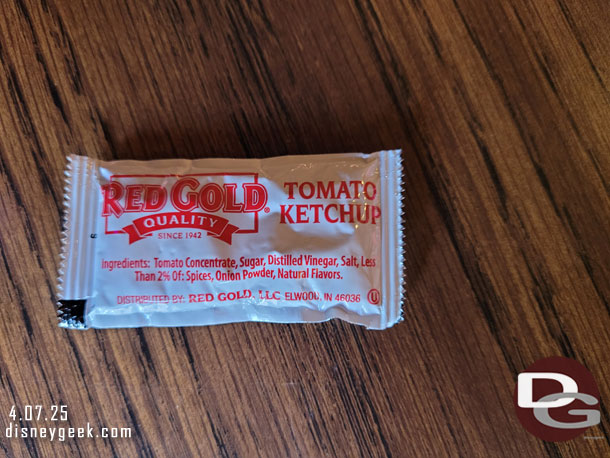 RED GOLD®
QUALITY
SINCE 1942
TOMATO
KETCHUP
Ingredients: Tomato Concentrate, Sugar, Distilled Vinegar, Salt, Less
Than 2% Of: Spices, Onion Powder, Natural Flavors.
DISTRIBUTED BY: RED GOLD, LLC ELWOOD, IN 46036 Ⓤ
4.07.25
disneygeek.com
DG